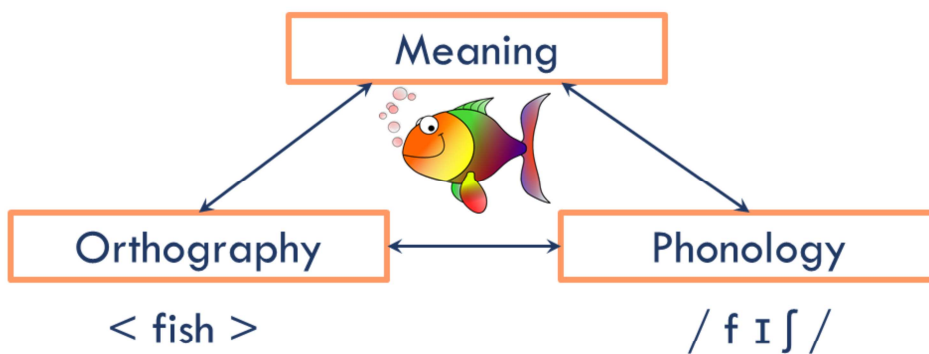 Meaning
Orthography
Phonology
< fish >
/ f ɪ ʃ /